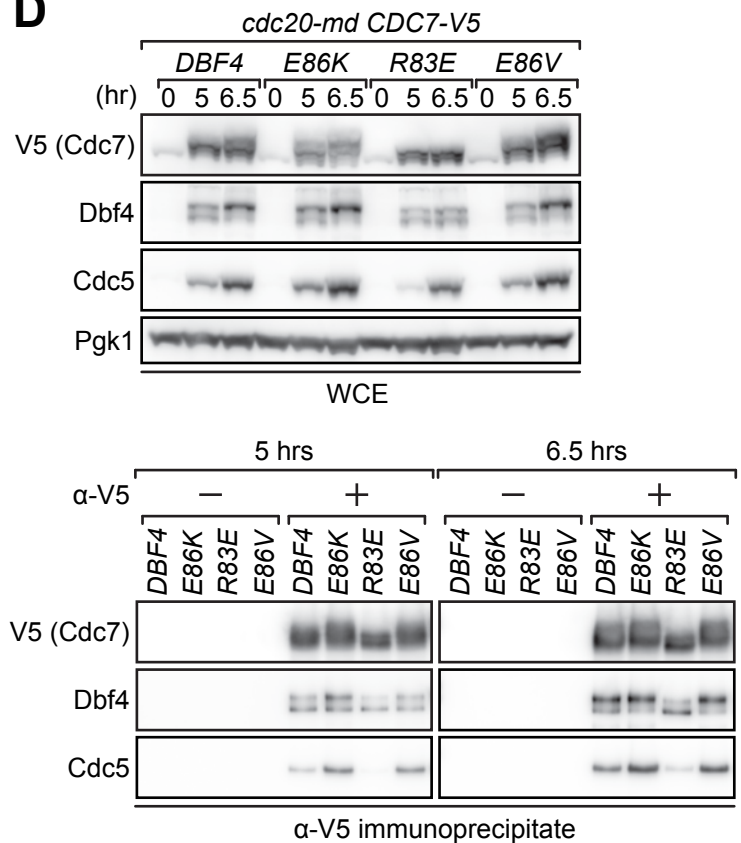 D
cdc20-md CDC7-V5
DBF4 E86K R83E E86V
(hr) 0 5 6.5 0 5 6.5 0 5 6.5 0 5 6.5
V5 (Cdc7)
Dbf4
Cdc5
Pgk1
WCE
5 hrs 6.5 hrs
α-V5 — + — +
DBF4 E86K R83E E86V DBF4 E86K R83E E86V DBF4 E86K R83E E86V DBF4 E86K R83E E86V
V5 (Cdc7)
Dbf4
Cdc5
α-V5 immunoprecipitate